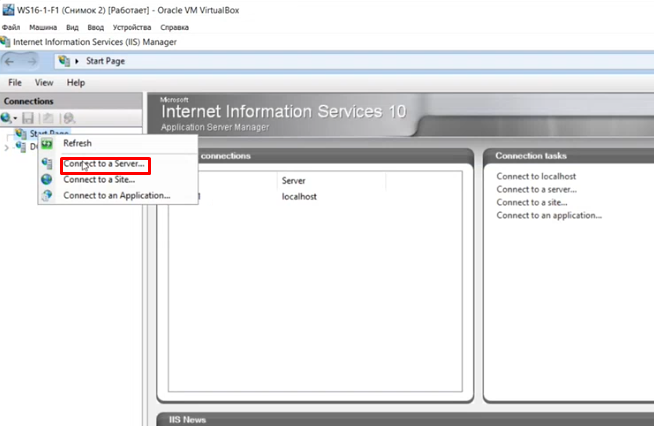 WS16-1-F1 (Снимок 2) [Работает] - Oracle VM VirtualBox
Файл Машина Вид Ввод Устройства Справка
Internet Information Services (IIS) Manager
Start Page
File View Help
Connections
Start Page
Refresh
Connect to a Server...
Connect to a Site...
Connect to an Application...
Microsoft
Internet Information Services 10
Application Server Manager
connections
Server
localhost
Connection tasks
Connect to localhost
Connect to a server...
Connect to a site...
Connect to an application...
IIS News